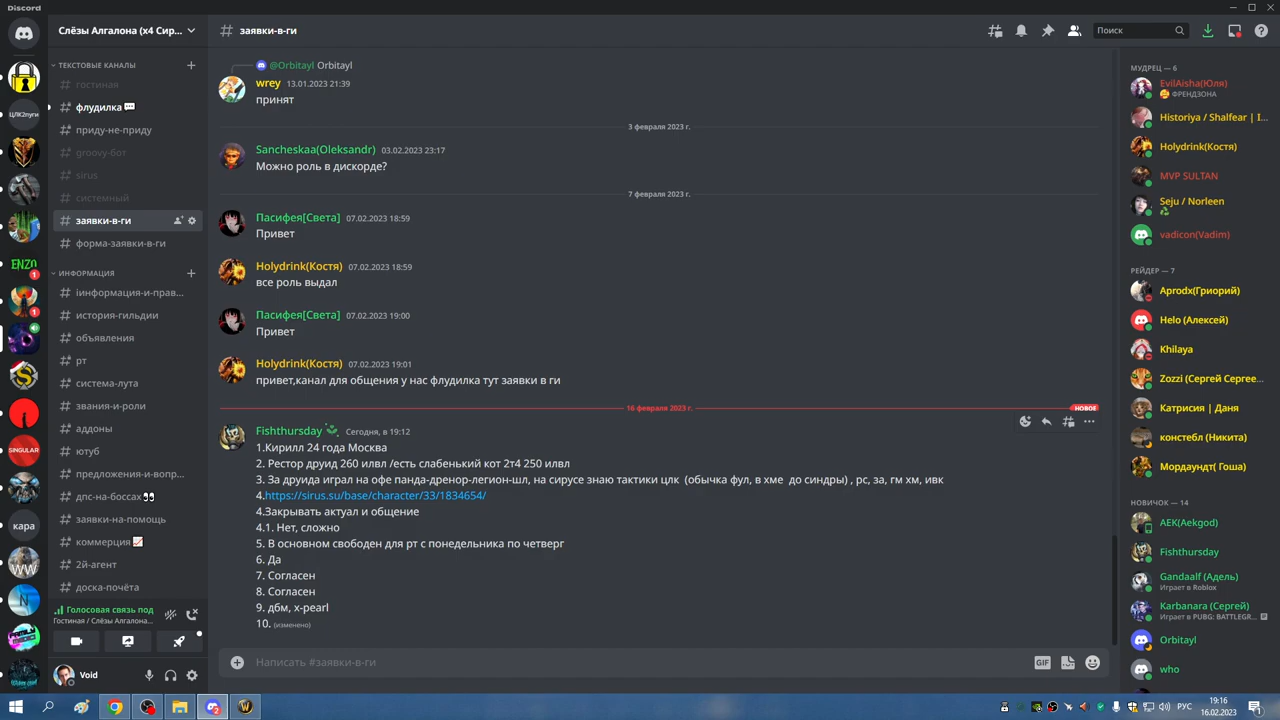 Discord
Слёзы Алгалона (x4 Сир...
заявки-в-ги
Поиск
ТЕКСТОВЫЕ КАНАЛЫ
гостиная
флудилка 💬
приду-не-приду
groovy-бот
sirus
системный
заявки-в-ги
форма-заявки-в-ги
ИНФОРМАЦИЯ
іинформация-и-прав...
история-гильдии
объявления
рт
система-лута
звания-и-роли
аддоны
ютуб
предложения-и-вопр...
дпс-на-боссах👀
заявки-на-помощь
коммерция 📈
2й-агент
доска-почёта
Голосовая связь под
Гостиная / Слёзы Алгалона...
Void
ЦЛК2пуги
ENZO
1
1
SINGULAR
кара
@Orbitayl Orbitayl
wrey 13.01.2023 21:39
принят
3 февраля 2023 г.
Sancheskaa(Oleksandr) 03.02.2023 23:17
Можно роль в дискорде?
7 февраля 2023 г.
Пасифея[Света] 07.02.2023 18:59
Привет
Holydrink(Костя) 07.02.2023 18:59
все роль выдал
Пасифея[Света] 07.02.2023 19:00
Привет
Holydrink(Костя) 07.02.2023 19:01
привет,канал для общения у нас флудилка тут заявки в ги
16 февраля 2023 г. НОВОЕ
Fishthursday Сегодня, в 19:12
1.Кирилл 24 года Москва
2. Рестор друид 260 илвл /есть слабенький кот 2т4 250 илвл
3. За друида играл на офе панда-дренор-легион-шл, на сирусе знаю тактики цлк (обычка фул, в хме до синдры) , рс, за, гм хм, ивк
4.https://sirus.su/base/character/33/1834654/
4.Закрывать актуал и общение
4.1. Нет, сложно
5. В основном свободен для рт с понедельника по четверг
6. Да
7. Согласен
8. Согласен
9. дбм, x-pearl
10. (изменено)
Написать #заявки-в-ги
GIF
МУДРЕЦ — 6
EvilAisha(Юля)
ФРЕНДЗОНА
Historiya / Shalfear | I...
Holydrink(Костя)
MVP SULTAN
Seju / Norleen
vadicon(Vadim)
РЕЙДЕР — 7
Aprodx(Гриорий)
Helo (Алексей)
Khilaya
Zozzi (Сергей Сергее...
Катрисия | Даня
констебл (Никита)
Мордаундт( Гоша)
НОВИЧОК — 14
AEK(Aekgod)
Fishthursday
Gandaalf (Адель)
Играет в Roblox
Karbanara (Сергей)
Играет в PUBG: BATTLEGR...
Orbitayl
who
РУС
19:16
16.02.2023